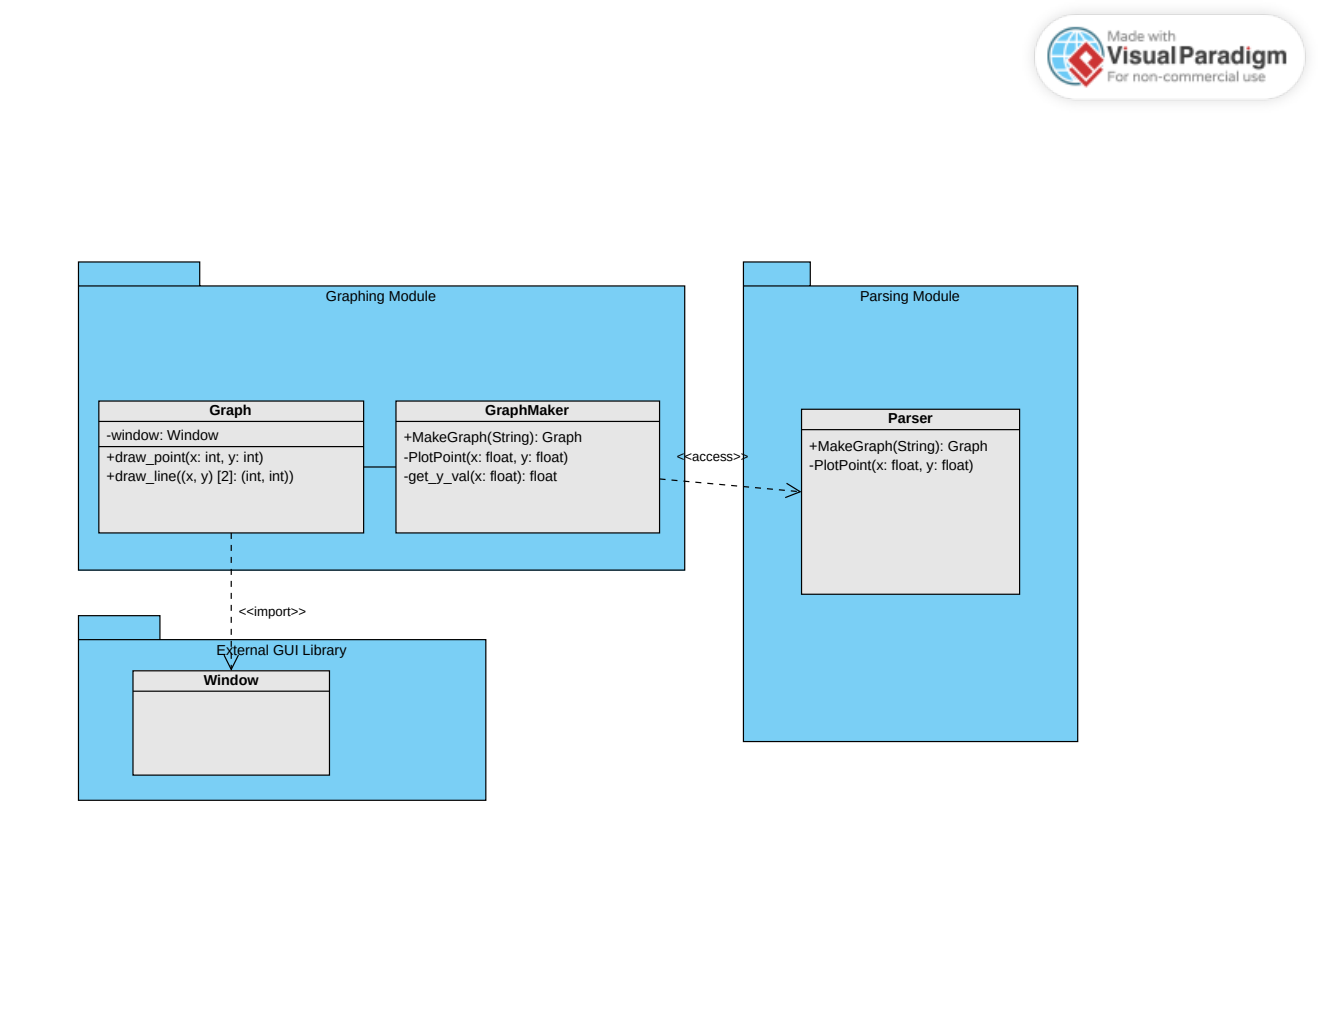 Made with
Visual Paradigm
For non-commercial use
Graphing Module
Graph
-window: Window
+draw_point(x: int, y: int)
+draw_line((x, y) [2]: (int, int))
GraphMaker
+MakeGraph(String): Graph
-PlotPoint(x: float, y: float)
-get_y_val(x: float): float
<<access>>
Parsing Module
Parser
+MakeGraph(String): Graph
-PlotPoint(x: float, y: float)
<<import>>
External GUI Library
Window